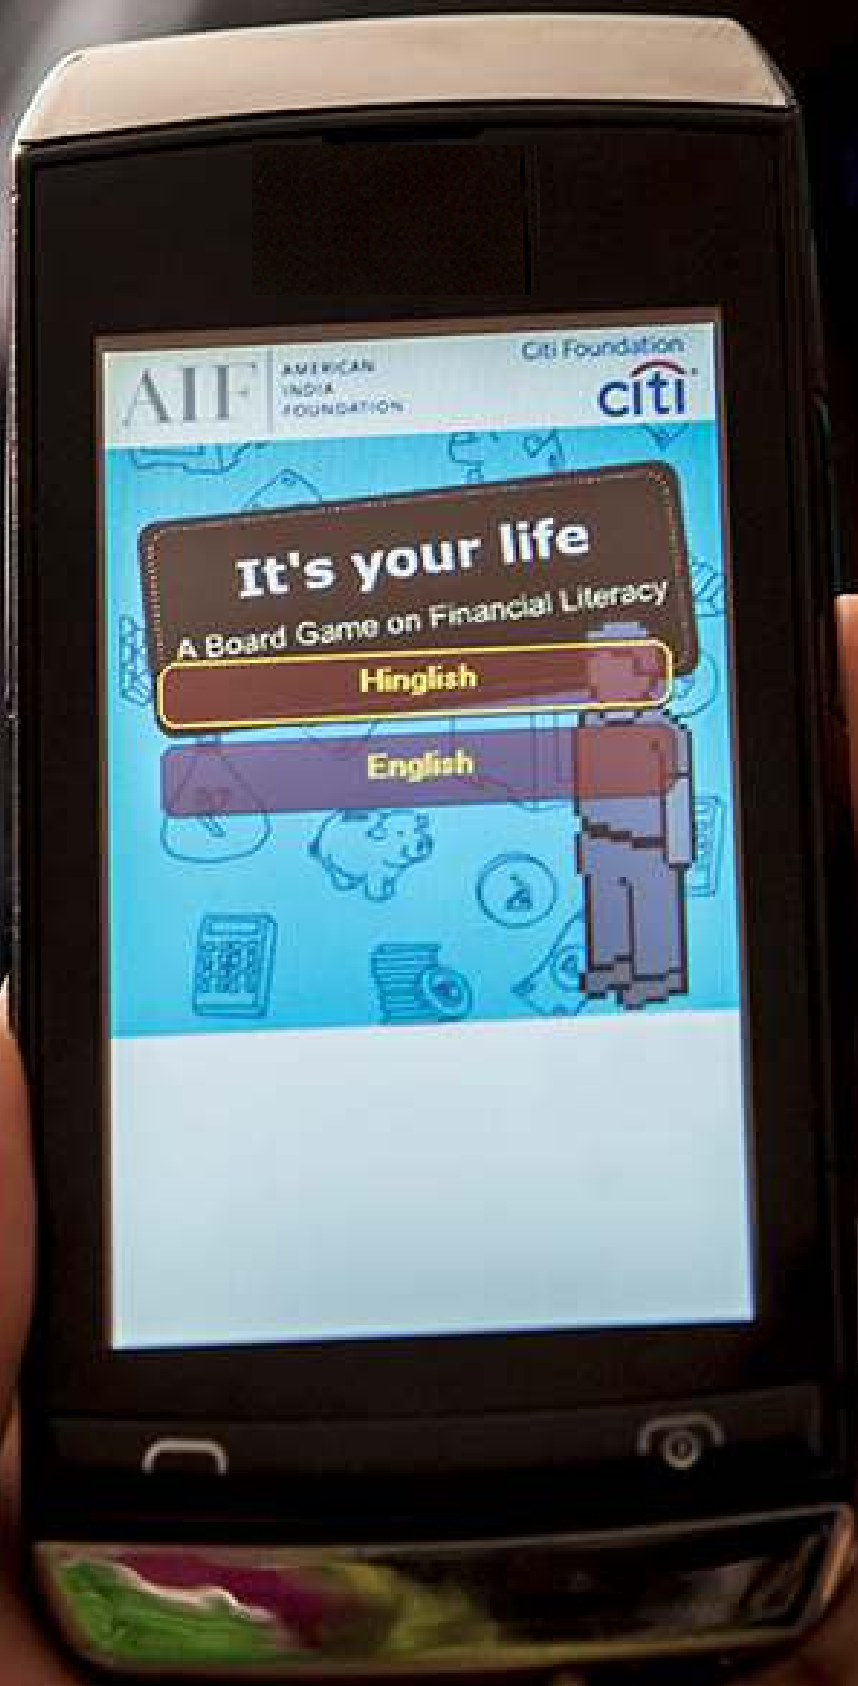 AIF
AMERICAN
INDIA
FOUNDATION
Citi Foundation
citi
It's your life
A Board Game on Financial Literacy
Hinglish
English